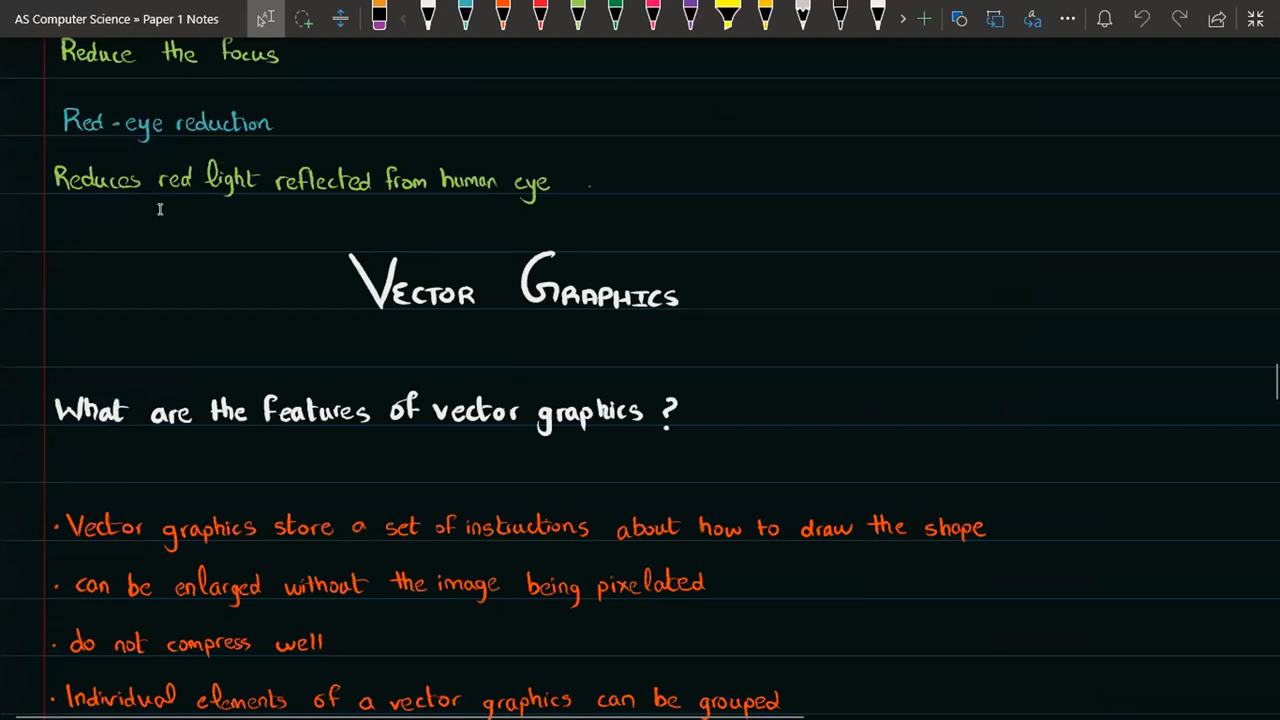 AS Computer Science » Paper 1 Notes
Reduce the focus
Red-eye reduction
Reduces red light reflected from human eye
VECTOR GRAPHICS
What are the features of vector graphics ?
· Vector graphics store a set of instructions about how to draw the shape
· can be enlarged without the image being pixelated
· do not compress well
· Individual elements of a vector graphics can be grouped